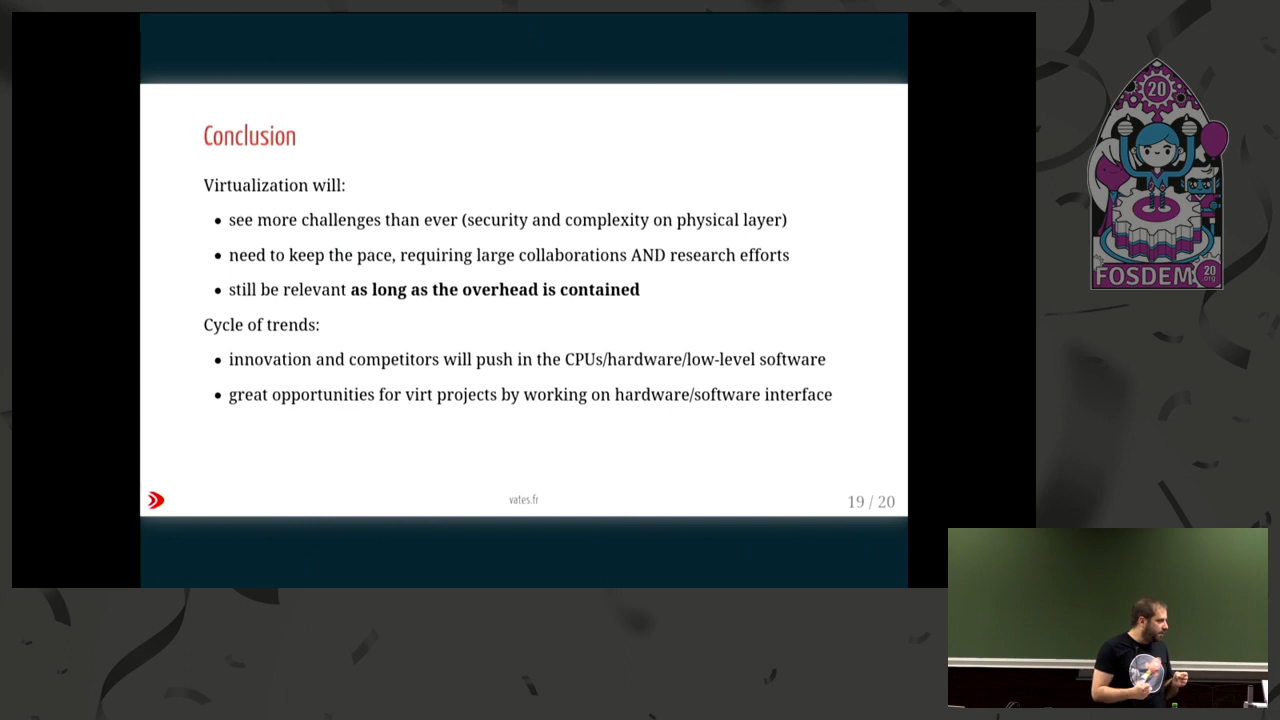 Conclusion
Virtualization will:
• see more challenges than ever (security and complexity on physical layer)
• need to keep the pace, requiring large collaborations AND research efforts
• still be relevant as long as the overhead is contained
Cycle of trends:
• innovation and competitors will push in the CPUs/hardware/low-level software
• great opportunities for virt projects by working on hardware/software interface
vates.fr
19 / 20
20
FOSDEM
20
.org